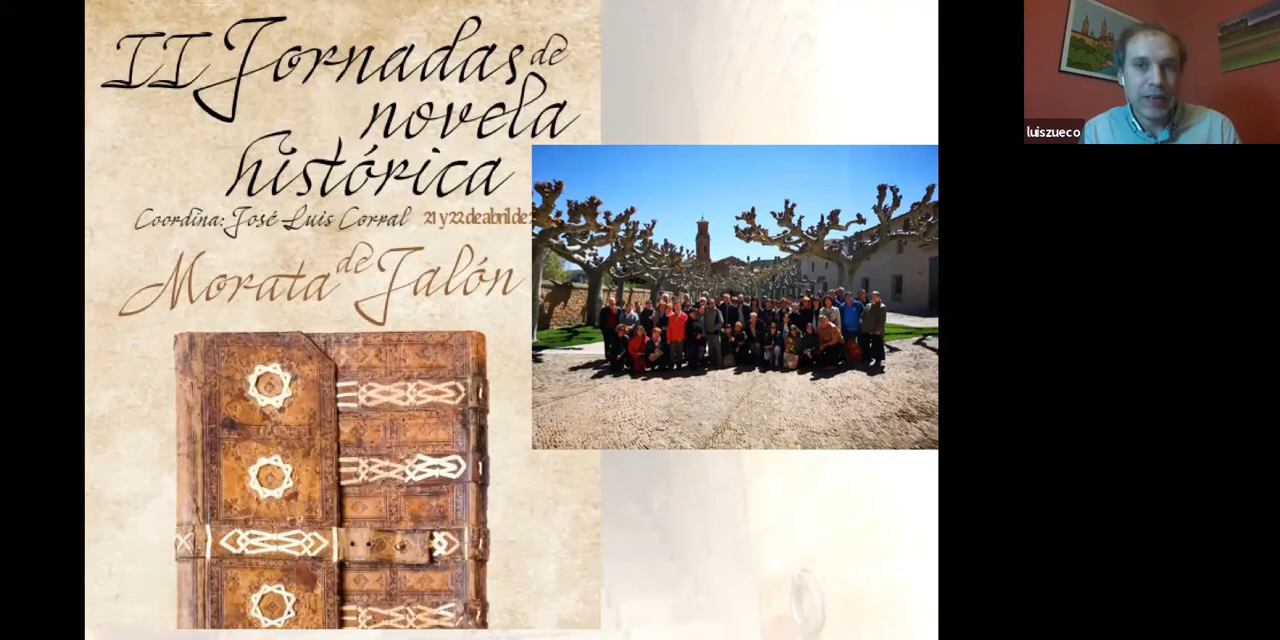 II Jornadas de
novela
histórica
Coordina: José Luis Corral 21 y 22 de abril de
Morata de Jalón
luiszueco